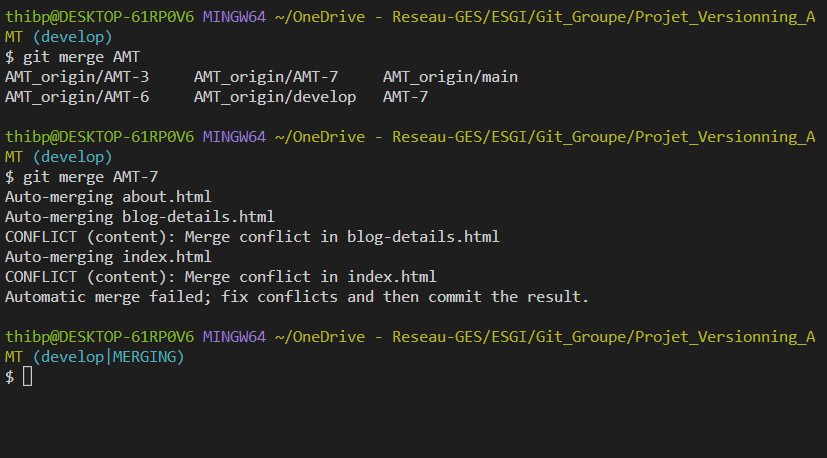 thibp@DESKTOP-61RP0V6 MINGW64 ~/OneDrive - Reseau-GES/ESGI/Git_Groupe/Projet_Versionning_A
MT (develop)
$ git merge AMT
AMT_origin/AMT-3     AMT_origin/AMT-7     AMT_origin/main
AMT_origin/AMT-6     AMT_origin/develop   AMT-7
thibp@DESKTOP-61RP0V6 MINGW64 ~/OneDrive - Reseau-GES/ESGI/Git_Groupe/Projet_Versionning_A
MT (develop)
$ git merge AMT-7
Auto-merging about.html
Auto-merging blog-details.html
CONFLICT (content): Merge conflict in blog-details.html
Auto-merging index.html
CONFLICT (content): Merge conflict in index.html
Automatic merge failed; fix conflicts and then commit the result.
thibp@DESKTOP-61RP0V6 MINGW64 ~/OneDrive - Reseau-GES/ESGI/Git_Groupe/Projet_Versionning_A
MT (develop|MERGING)
$